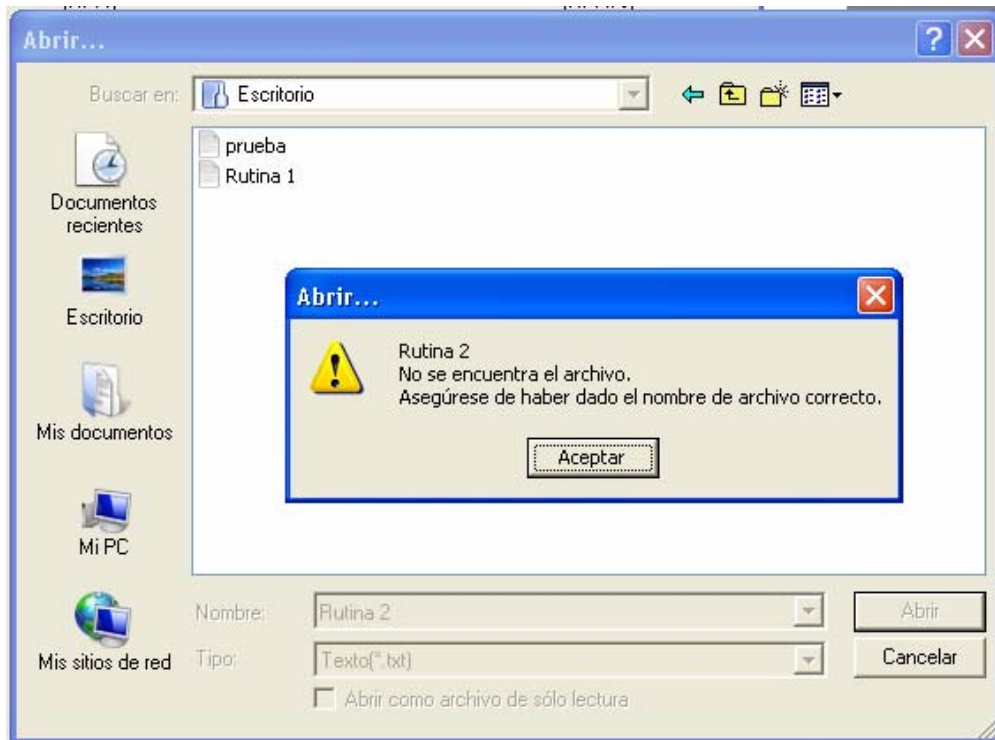 Abrir...
Buscar en:
Escritorio
prueba
Rutina 1
Documentos
recientes
Escritorio
Mis documentos
Mi PC
Mis sitios de red
Abrir...
Rutina 2
No se encuentra el archivo.
Asegúrese de haber dado el nombre de archivo correcto.
Aceptar
Nombre:
Rutina 2
Abrir
Tipo:
Texto(*.txt)
Cancelar
Abrir como archivo de sólo lectura